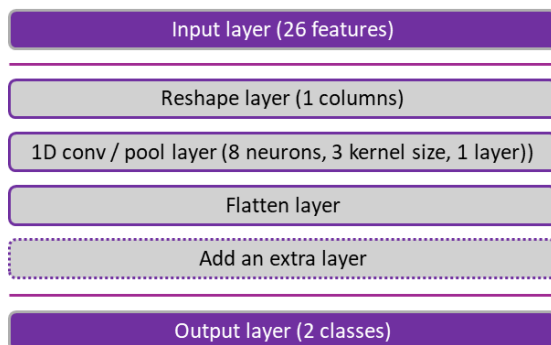 Input layer (26 features)
Reshape layer (1 columns)
1D conv / pool layer (8 neurons, 3 kernel size, 1 layer))
Flatten layer
Add an extra layer
Output layer (2 classes)